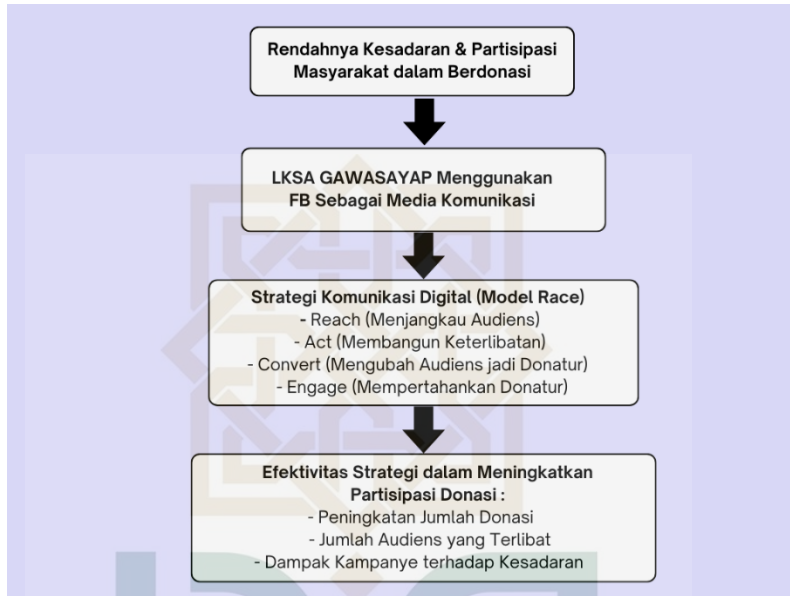 Rendahnya Kesadaran & Partisipasi
Masyarakat dalam Berdonasi
LKSA GAWASAYAP Menggunakan
FB Sebagai Media Komunikasi
Strategi Komunikasi Digital (Model Race)
- Reach (Menjangkau Audiens)
- Act (Membangun Keterlibatan)
- Convert (Mengubah Audiens jadi Donatur)
- Engage (Mempertahankan Donatur)
Efektivitas Strategi dalam Meningkatkan
Partisipasi Donasi :
- Peningkatan Jumlah Donasi
- Jumlah Audiens yang Terlibat
- Dampak Kampanye terhadap Kesadaran